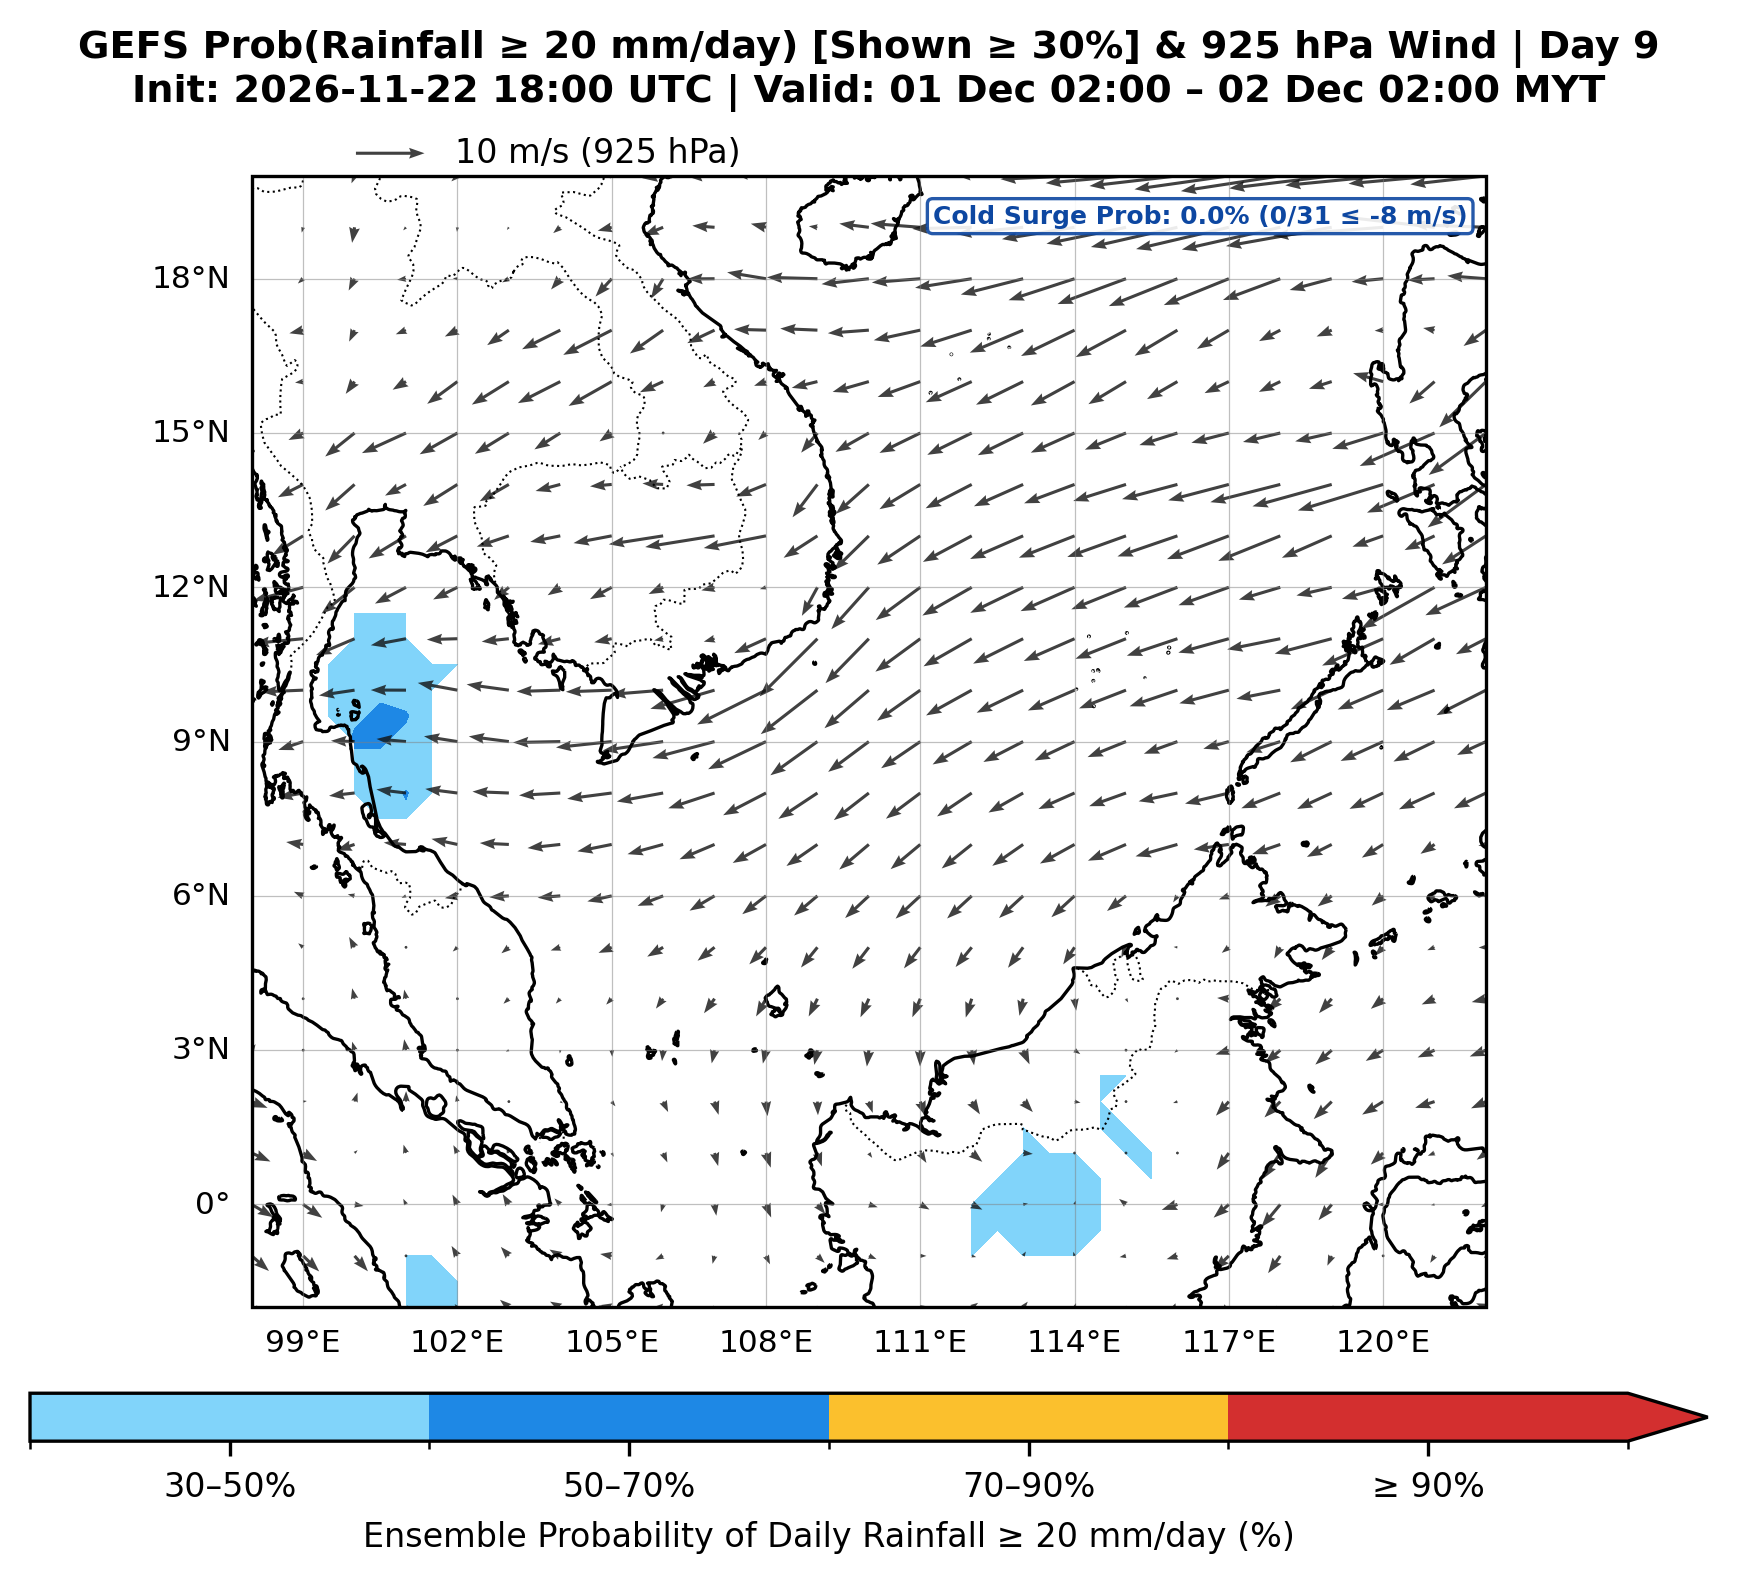 GEFS Prob(Rainfall ≥ 20 mm/day) [Shown ≥ 30%] & 925 hPa Wind | Day 9
Init: 2026-11-22 18:00 UTC | Valid: 01 Dec 02:00 – 02 Dec 02:00 MYT
10 m/s (925 hPa)
Cold Surge Prob: 0.0% (0/31 ≤ -8 m/s)
18°N
15°N
12°N
9°N
6°N
3°N
0°
99°E 102°E 105°E 108°E 111°E 114°E 117°E 120°E
30–50% 50–70% 70–90% ≥ 90%
Ensemble Probability of Daily Rainfall ≥ 20 mm/day (%)